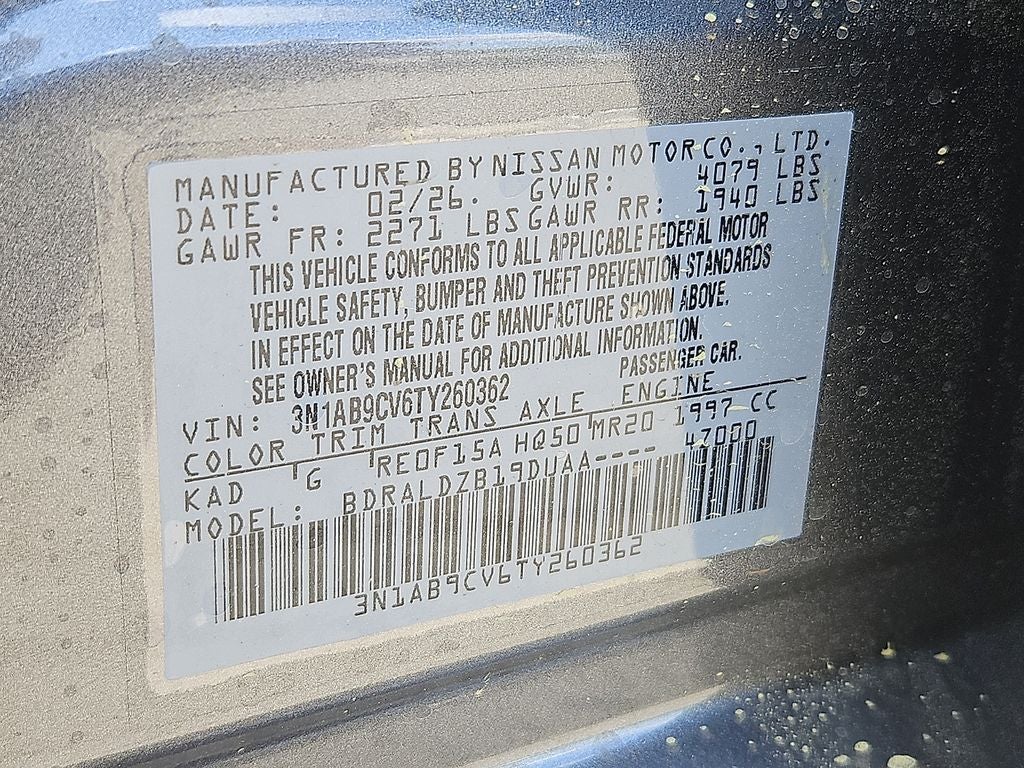 MANUFACTURED BY NISSAN MOTOR CO., LTD.
DATE: 02/26. GVWR: 4079 LBS
GAWR FR: 2271 LBS GAWR RR: 1940 LBS
THIS VEHICLE CONFORMS TO ALL APPLICABLE FEDERAL MOTOR
VEHICLE SAFETY, BUMPER AND THEFT PREVENTION STANDARDS
IN EFFECT ON THE DATE OF MANUFACTURE SHOWN ABOVE.
SEE OWNER'S MANUAL FOR ADDITIONAL INFORMATION.
PASSENGER CAR.
VIN: 3N1AB9CV6TY260362
COLOR TRIM TRANS AXLE ENGINE
KAD G RE0F15A HQ50 MR20 1997 CC
MODEL: BDRALDZB19DUAA---- 47000
3N1AB9CV6TY260362